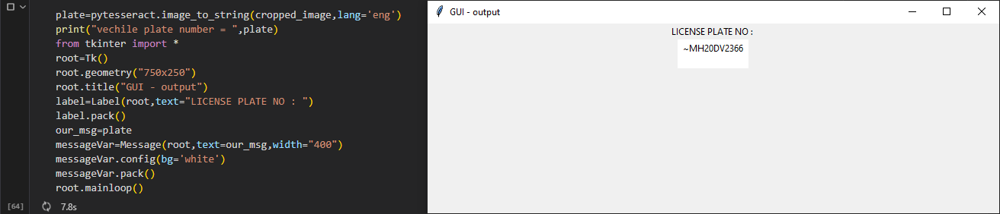 plate=pytesseract.image_to_string(cropped_image,lang='eng')
print("vechile plate number = ",plate)
from tkinter import *
root=Tk()
root.geometry("750x250")
root.title("GUI - output")
label=Label(root,text="LICENSE PLATE NO : ")
label.pack()
our_msg=plate
messageVar=Message(root,text=our_msg,width="400")
messageVar.config(bg='white')
messageVar.pack()
root.mainloop()
[64]
7.8s
GUI - output
LICENSE PLATE NO :
~MH20DV2366